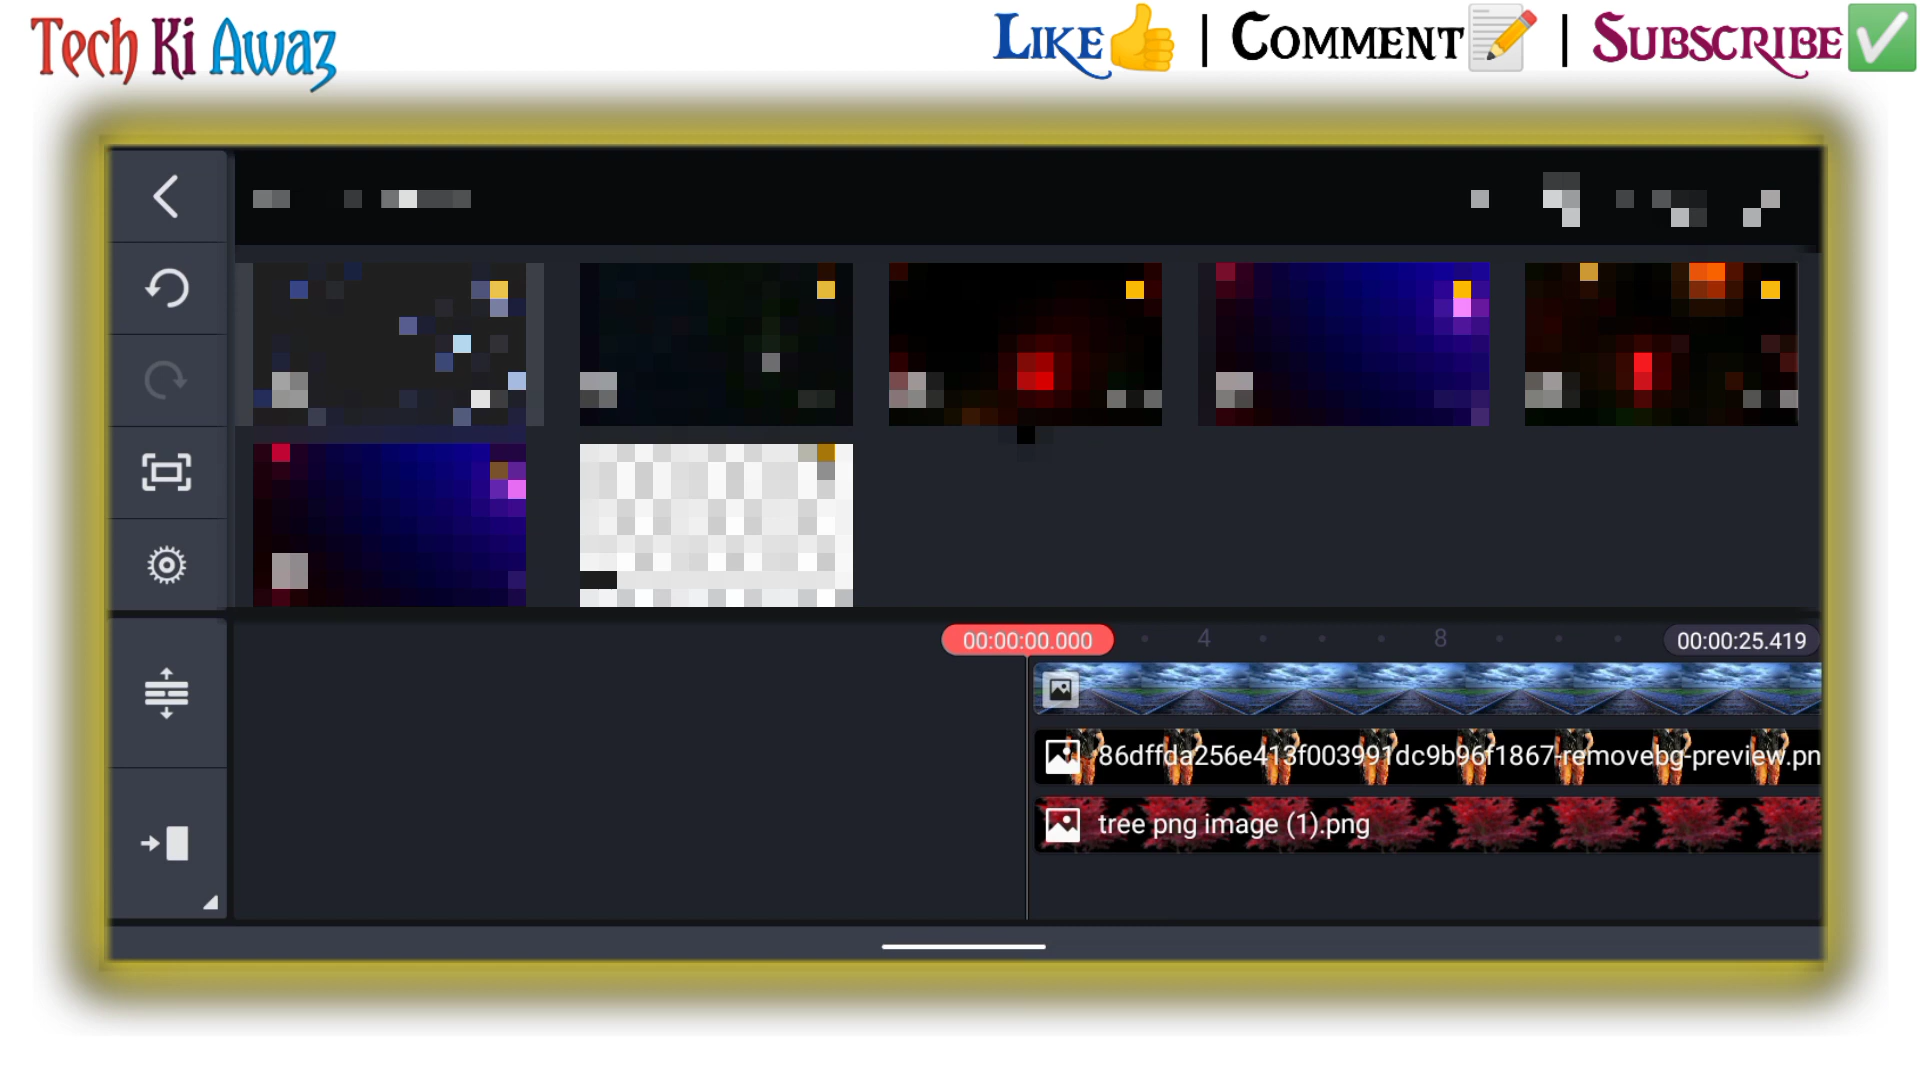 Tech Ki Awaz
Like👍 | Comment📝 | Subscribe✅
00:00:00.000
4
8
00:00:25.419
86dffda256e413f003991dc9b96f1867-removebg-preview.pn
tree png image (1).png